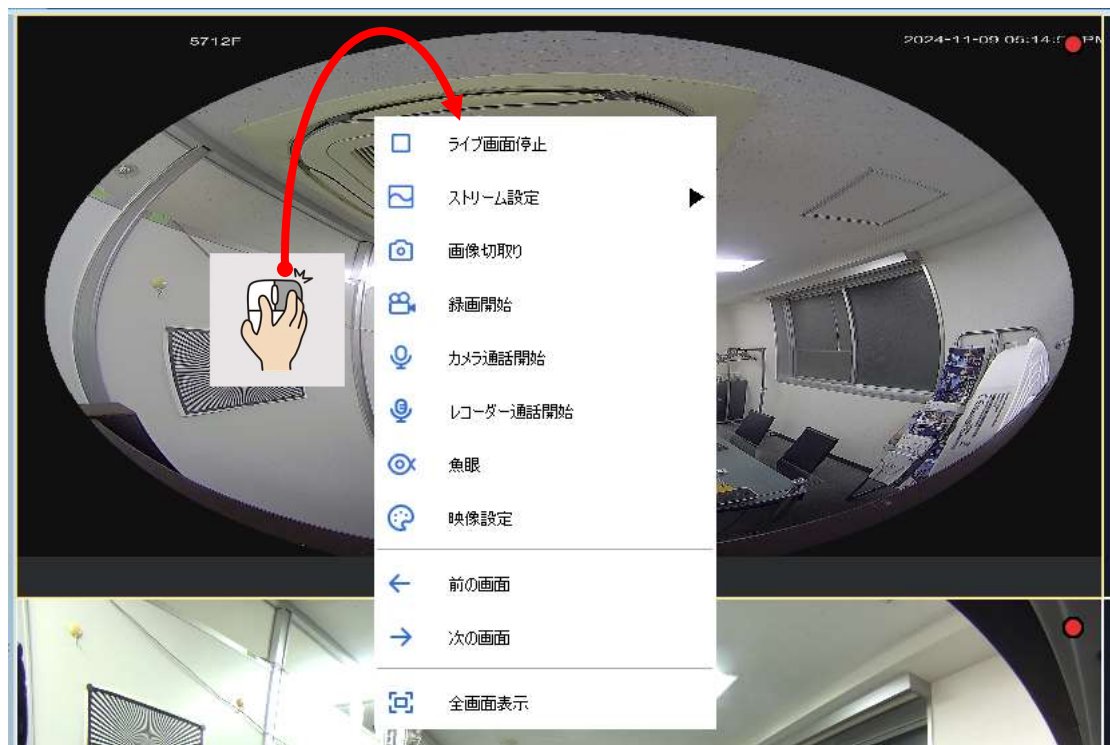 5712F
2024-11-09
ライブ画面停止
ストリーム設定
画像切取り
録画開始
カメラ通話開始
レコーダー通話開始
魚眼
映像設定
前の画面
次の画面
全画面表示